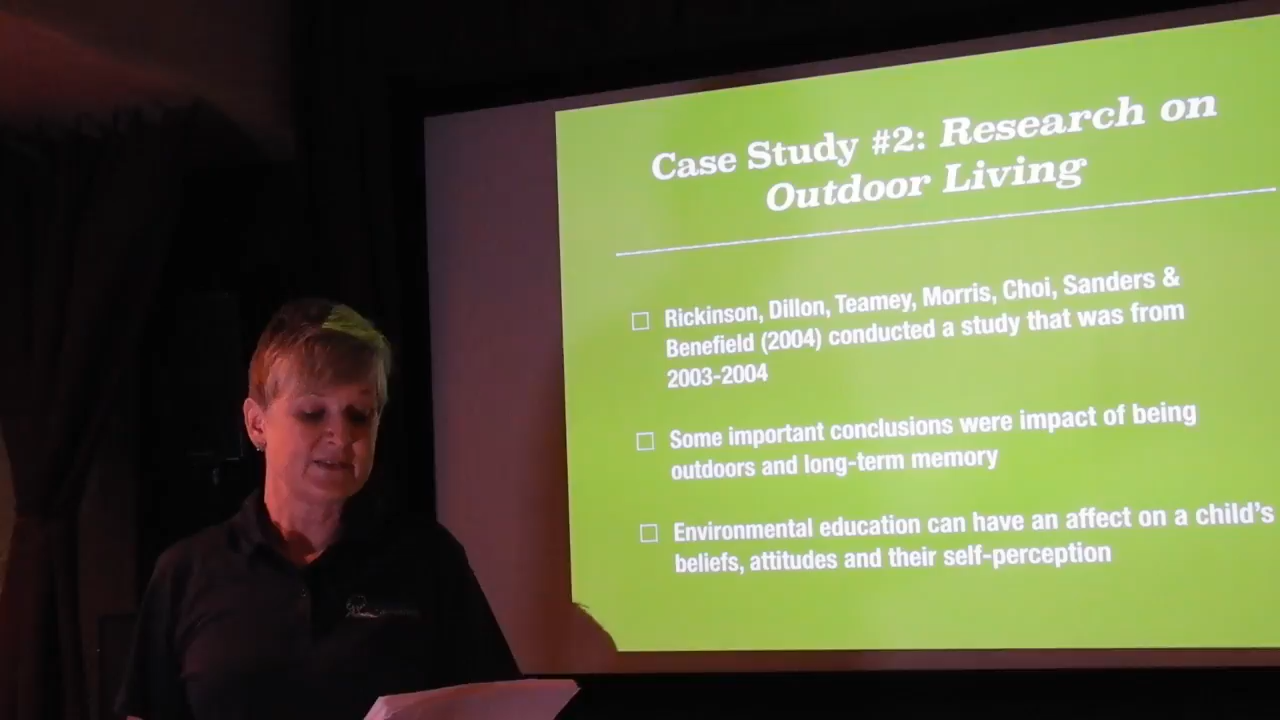 Case Study #2: Research on
Outdoor Living
Rickinson, Dillon, Teamey, Morris, Choi, Sanders &
Benefield (2004) conducted a study that was from
2003-2004
Some important conclusions were impact of being
outdoors and long-term memory
Environmental education can have an affect on a child's
beliefs, attitudes and their self-perception